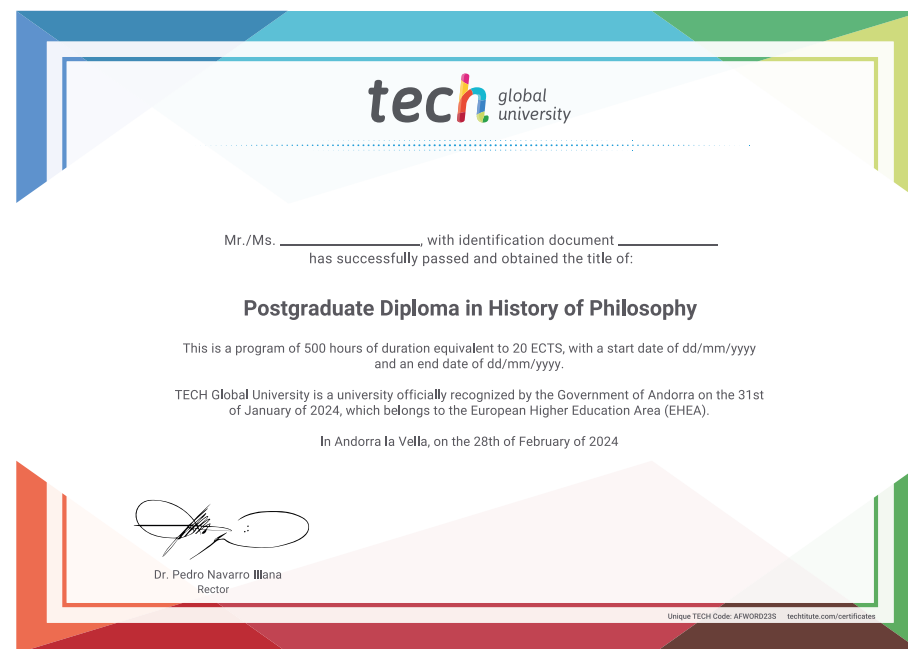 tech global
university
Mr./Ms. ____________________, with identification document ______________
has successfully passed and obtained the title of:
Postgraduate Diploma in History of Philosophy
This is a program of 500 hours of duration equivalent to 20 ECTS, with a start date of dd/mm/yyyy
and an end date of dd/mm/yyyy.
TECH Global University is a university officially recognized by the Government of Andorra on the 31st
of January of 2024, which belongs to the European Higher Education Area (EHEA).
In Andorra la Vella, on the 28th of February of 2024
Dr. Pedro Navarro Illana
Rector
Unique TECH Code: AFWORD23S techtitute.com/certificates